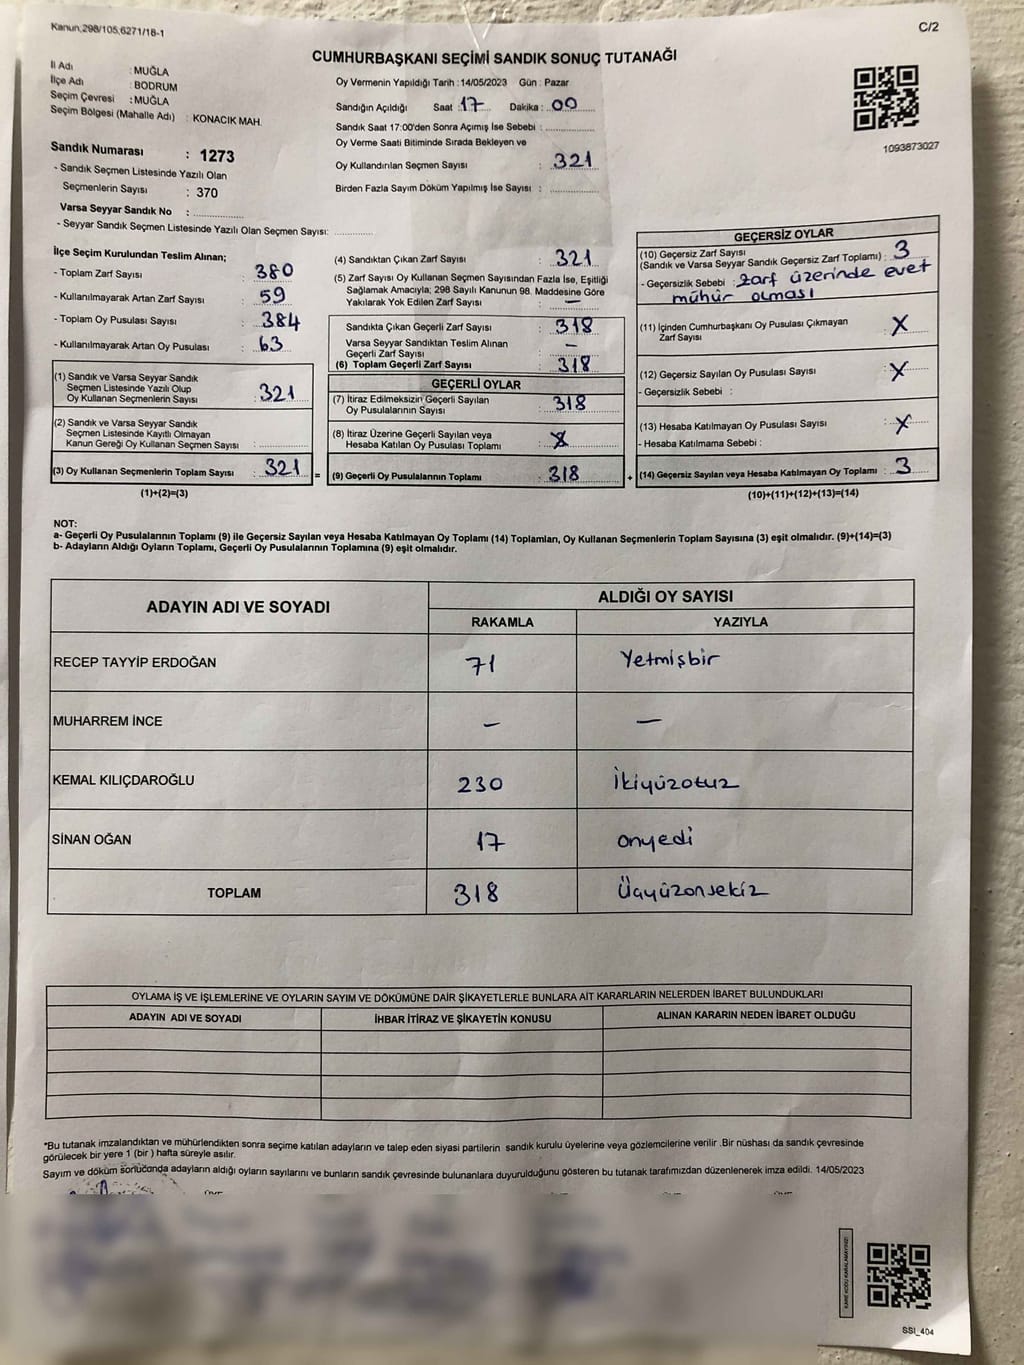 Kanun,298/105,6271/18-1
C/2
CUMHURBAŞKANI SEÇİMİ SANDIK SONUÇ TUTANAĞI
İl Adı : MUĞLA
İlçe Adı : BODRUM
Seçim Çevresi : MUĞLA
Seçim Bölgesi (Mahalle Adı) : KONACIK MAH.
Sandık Numarası : 1273
- Sandık Seçmen Listesinde Yazılı Olan
Seçmenlerin Sayısı : 370
Varsa Seyyar Sandık No :
- Seyyar Sandık Seçmen Listesinde Yazılı Olan Seçmen Sayısı:
Oy Vermenin Yapıldığı Tarih : 14/05/2023 Gün : Pazar
Sandığın Açıldığı Saat : 17 Dakika : 00
Sandık Saat 17:00'den Sonra Açımış İse Sebebi :
Oy Verme Saati Bitiminde Sırada Bekleyen ve
Oy Kullandırılan Seçmen Sayısı : 321
Birden Fazla Sayım Döküm Yapılmış İse Sayısı :
1093873027
İlçe Seçim Kurulundan Teslim Alınan;
- Toplam Zarf Sayısı : 380
- Kullanılmayarak Artan Zarf Sayısı : 59
- Toplam Oy Pusulası Sayısı : 384
- Kullanılmayarak Artan Oy Pusulası : 63
(1) Sandık ve Varsa Seyyar Sandık
Seçmen Listesinde Yazılı Olup
Oy Kullanan Seçmenlerin Sayısı : 321
(2) Sandık ve Varsa Seyyar Sandık
Seçmen Listesinde Kayıtlı Olmayan
Kanun Gereği Oy Kullanan Seçmen Sayısı :
(3) Oy Kullanan Seçmenlerin Toplam Sayısı : 321 =
(1)+(2)=(3)
(4) Sandıktan Çıkan Zarf Sayısı : 321
(5) Zarf Sayısı Oy Kullanan Seçmen Sayısından Fazla İse, Eşitliği
Sağlamak Amacıyla; 298 Sayılı Kanunun 98. Maddesine Göre
Yakılarak Yok Edilen Zarf Sayısı : —
Sandıkta Çıkan Geçerli Zarf Sayısı : 318
Varsa Seyyar Sandıktan Teslim Alınan
Geçerli Zarf Sayısı : —
(6) Toplam Geçerli Zarf Sayısı : 318
GEÇERLİ OYLAR
(7) İtiraz Edilmeksizin Geçerli Sayılan
Oy Pusulalarının Sayısı : 318
(8) İtiraz Üzerine Geçerli Sayılan veya
Hesaba Katılan Oy Pusulası Toplamı : X
(9) Geçerli Oy Pusulalarının Toplamı : 318 +
GEÇERSİZ OYLAR
(10) Geçersiz Zarf Sayısı
(Sandık ve Varsa Seyyar Sandık Geçersiz Zarf Toplamı) : 3
- Geçersizlik Sebebi : zarf üzerinde evet
mühür olması
(11) İçinden Cumhurbaşkanı Oy Pusulası Çıkmayan
Zarf Sayısı : X
(12) Geçersiz Sayılan Oy Pusulası Sayısı : X
- Geçersizlik Sebebi :
(13) Hesaba Katılmayan Oy Pusulası Sayısı : X
- Hesaba Katılmama Sebebi :
(14) Geçersiz Sayılan veya Hesaba Katılmayan Oy Toplamı : 3
(10)+(11)+(12)+(13)=(14)
NOT:
a- Geçerli Oy Pusulalarının Toplamı (9) ile Geçersiz Sayılan veya Hesaba Katılmayan Oy Toplamı (14) Toplamları, Oy Kullanan Seçmenlerin Toplam Sayısına (3) eşit olmalıdır. (9)+(14)=(3)
b- Adayların Aldığı Oyların Toplamı, Geçerli Oy Pusulalarının Toplamına (9) eşit olmalıdır.
ADAYIN ADI VE SOYADI
ALDIĞI OY SAYISI
RAKAMLA YAZIYLA
RECEP TAYYİP ERDOĞAN 71 Yetmişbir
MUHARREM İNCE — —
KEMAL KILIÇDAROĞLU 230 İkiyüzotuz
SİNAN OĞAN 17 onyedi
TOPLAM 318 Üçyüzonsekiz
OYLAMA İŞ VE İŞLEMLERİNE VE OYLARIN SAYIM VE DÖKÜMÜNE DAİR ŞİKAYETLERLE BUNLARA AİT KARARLARIN NELERDEN İBARET BULUNDUKLARI
ADAYIN ADI VE SOYADI İHBAR İTİRAZ VE ŞİKAYETİN KONUSU ALINAN KARARIN NEDEN İBARET OLDUĞU
*Bu tutanak imzalandıktan ve mühürlendikten sonra seçime katılan adayların ve talep eden siyasi partilerin sandık kurulu üyelerine veya gözlemcilerine verilir .Bir nüshası da sandık çevresinde
görülecek bir yere 1 (bir ) hafta süreyle asılır.
Sayım ve döküm sonucanda adayların aldığı oyların sayılarını ve bunların sandık çevresinde bulunanlara duyurulduğunu gösteren bu tutanak tarafımızdan düzenlenerek imza edildi. 14/05/2023
KARE KODU KARALAMAYINIZ!
SSI_404